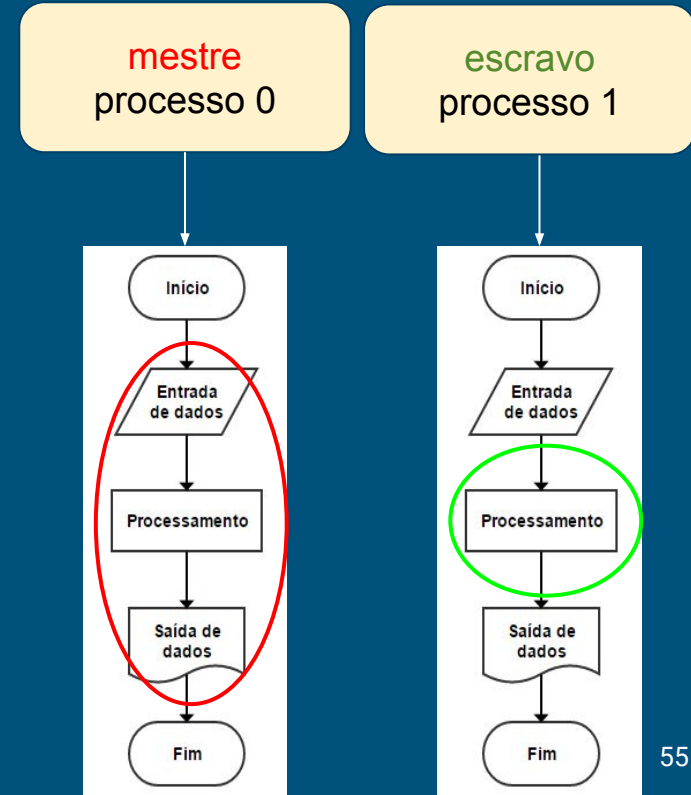 mestre
processo 0
escravo
processo 1
Início
Entrada
de dados
Processamento
Saída de
dados
Fim
Início
Entrada
de dados
Processamento
Saída de
dados
Fim
55